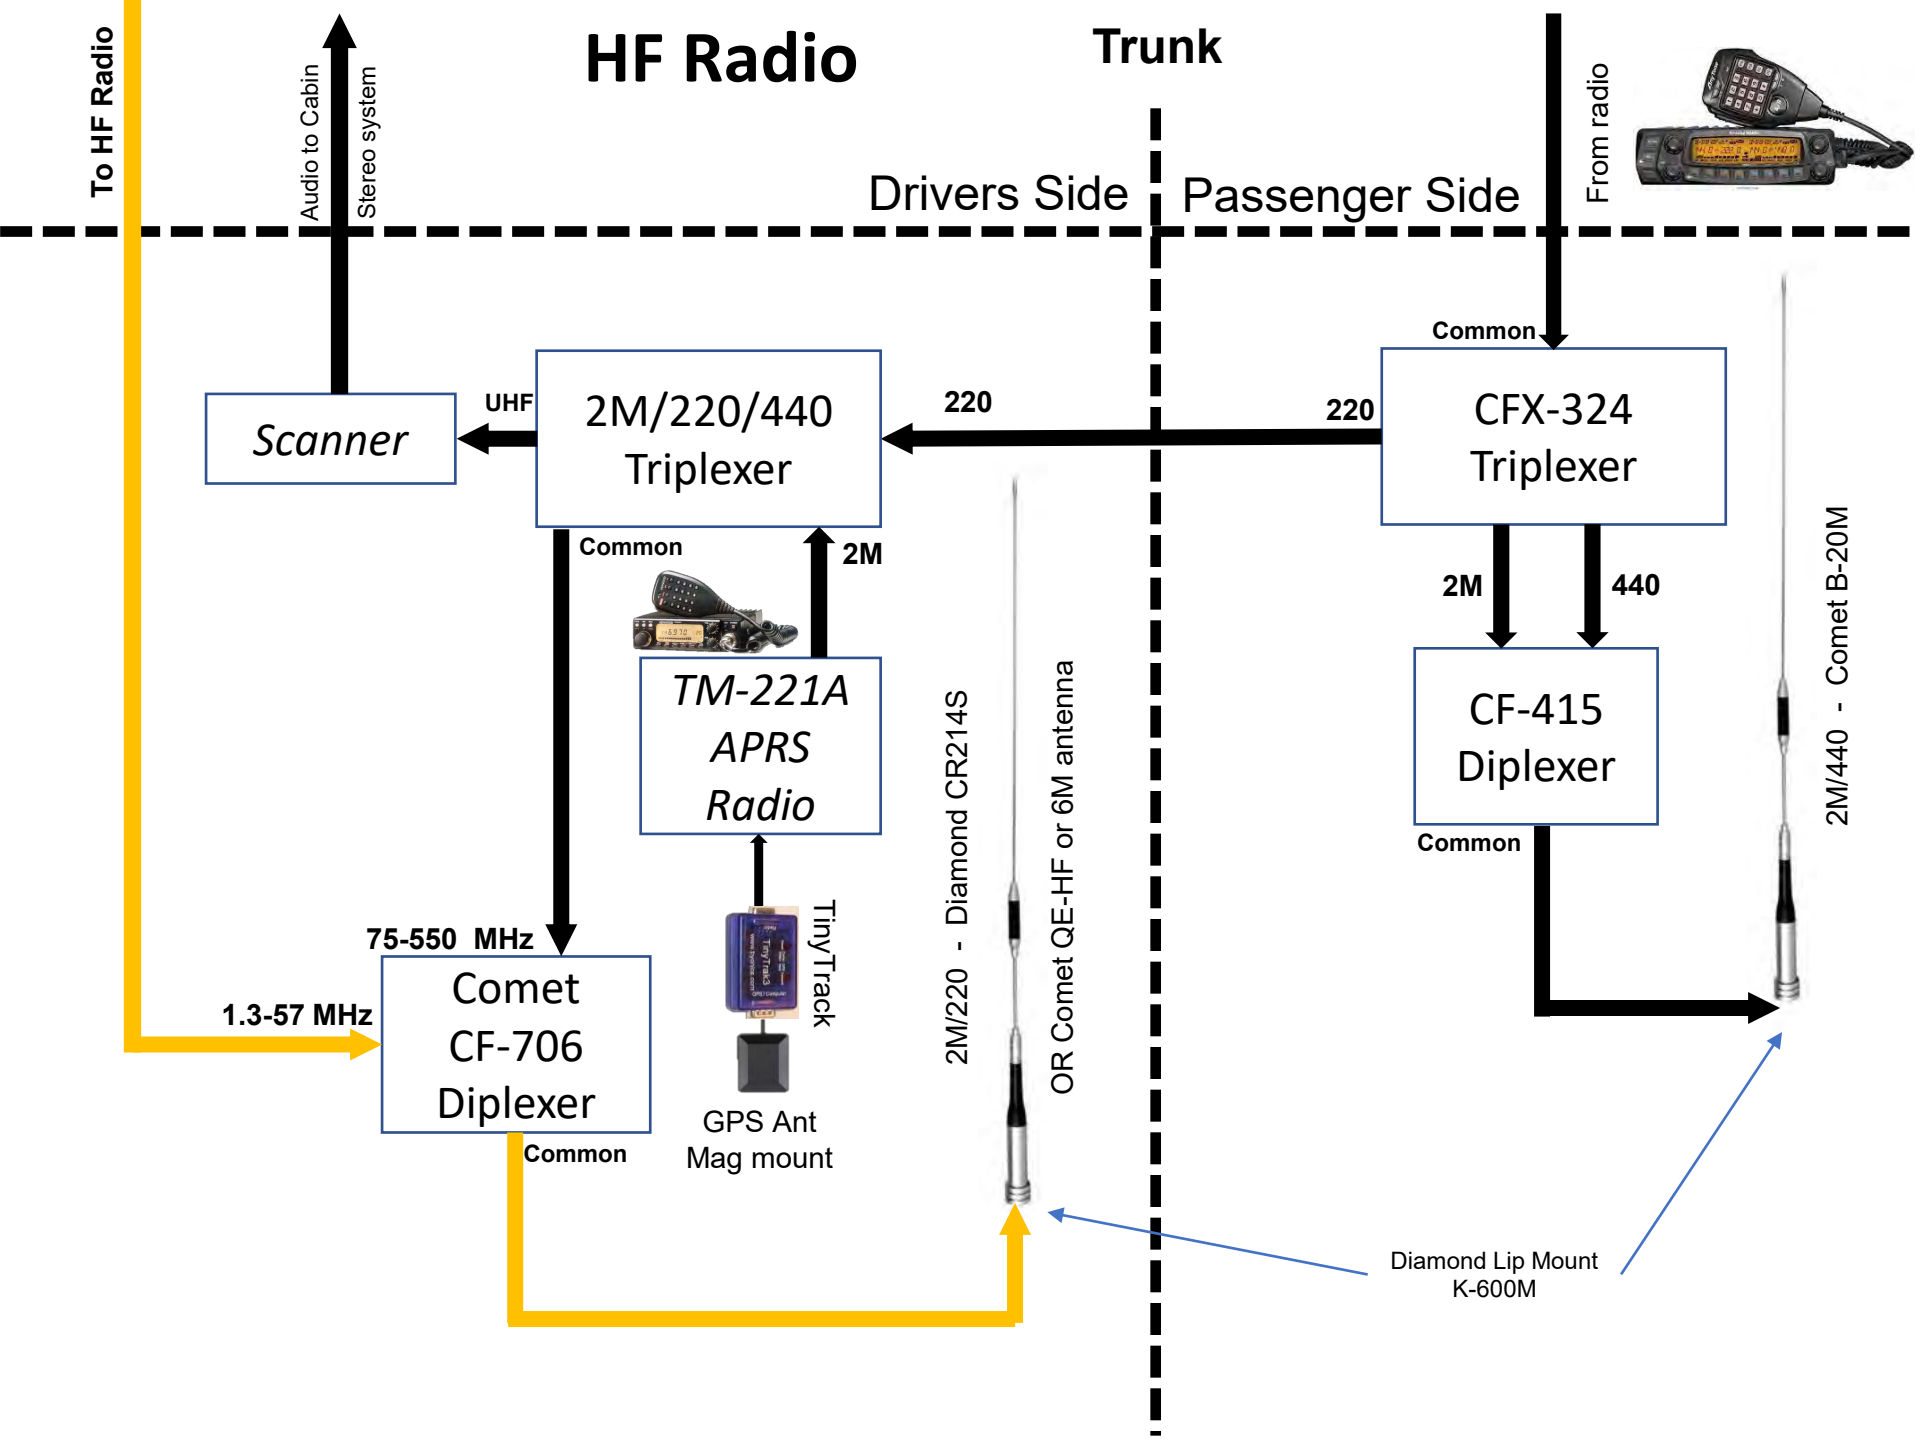 HF Radio
Trunk
To HF Radio
Audio to Cabin
Stereo system
From radio
Drivers Side
Passenger Side
Common
CFX-324
Triplexer
220
220
2M/220/440
Triplexer
UHF
Scanner
Common
2M
2M
440
TM-221A
APRS
Radio
CF-415
Diplexer
Common
2M/440 - Comet B-20M
2M/220 - Diamond CR214S
OR Comet QE-HF or 6M antenna
75-550 MHz
1.3-57 MHz
Comet
CF-706
Diplexer
Common
TinyTrack
TinyTrak3
GPS Ant
Mag mount
Diamond Lip Mount
K-600M